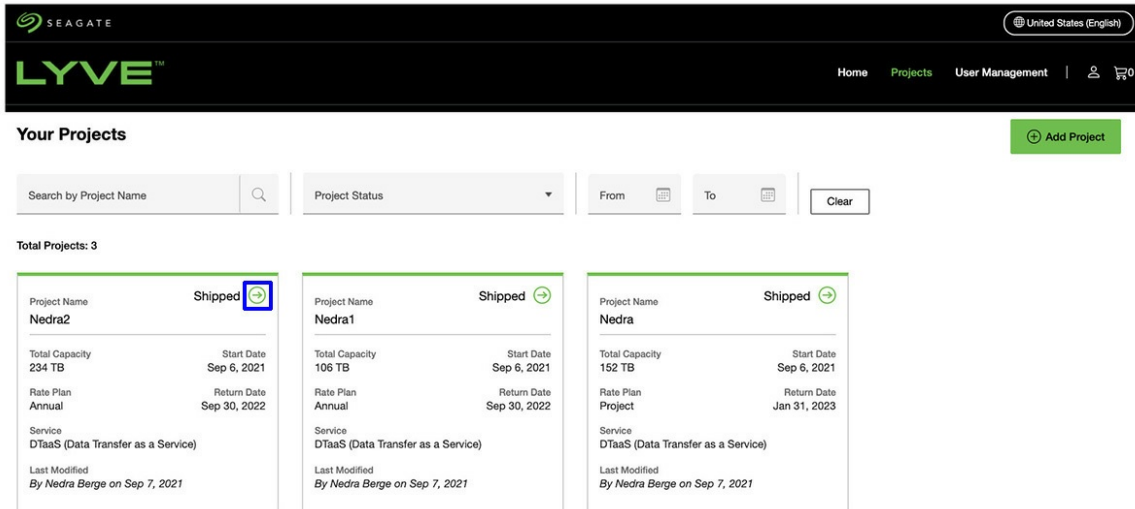 SEAGATE
United States (English)
LYVE™
Home Projects User Management | 0
Your Projects
Add Project
Search by Project Name
Project Status
From
To
Clear
Total Projects: 3
Shipped
Project Name
Nedra2
Total Capacity Start Date
234 TB Sep 6, 2021
Rate Plan Return Date
Annual Sep 30, 2022
Service
DTaaS (Data Transfer as a Service)
Last Modified
By Nedra Berge on Sep 7, 2021
Shipped
Project Name
Nedra1
Total Capacity Start Date
106 TB Sep 6, 2021
Rate Plan Return Date
Annual Sep 30, 2022
Service
DTaaS (Data Transfer as a Service)
Last Modified
By Nedra Berge on Sep 7, 2021
Shipped
Project Name
Nedra
Total Capacity Start Date
152 TB Sep 6, 2021
Rate Plan Return Date
Project Jan 31, 2023
Service
DTaaS (Data Transfer as a Service)
Last Modified
By Nedra Berge on Sep 7, 2021